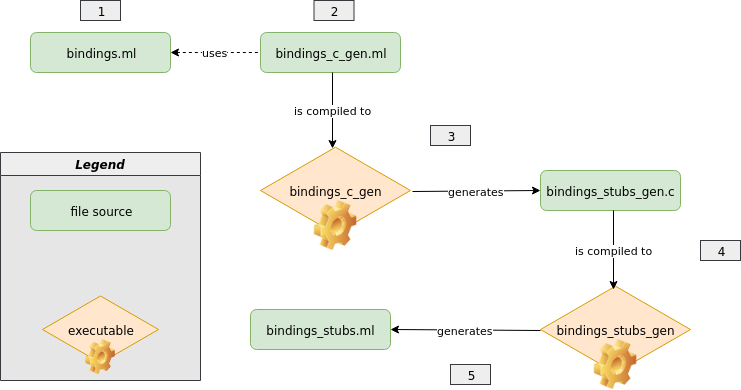 1
2
bindings.ml
uses
bindings_c_gen.ml
is compiled to
3
Legend
file source
bindings_c_gen
generates
bindings_stubs_gen.c
is compiled to
4
executable
bindings_stubs.ml
generates
bindings_stubs_gen
5